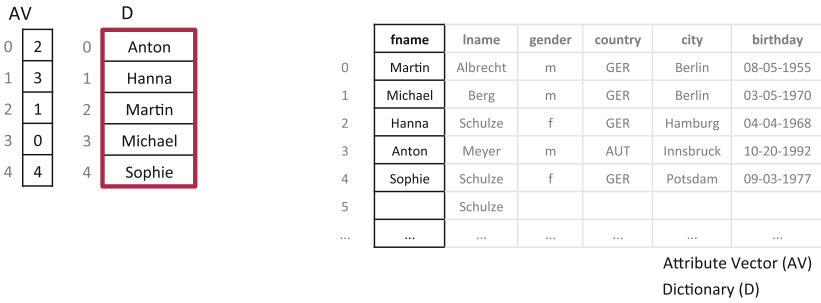 AV D
0 2 0 Anton
1 3 1 Hanna
2 1 2 Martin
3 0 3 Michael
4 4 4 Sophie
fname lname gender country city birthday
0 Martin Albrecht m GER Berlin 08-05-1955
1 Michael Berg m GER Berlin 03-05-1970
2 Hanna Schulze f GER Hamburg 04-04-1968
3 Anton Meyer m AUT Innsbruck 10-20-1992
4 Sophie Schulze f GER Potsdam 09-03-1977
5 Schulze
... ... ... ... ... ... ...
Attribute Vector (AV)
Dictionary (D)